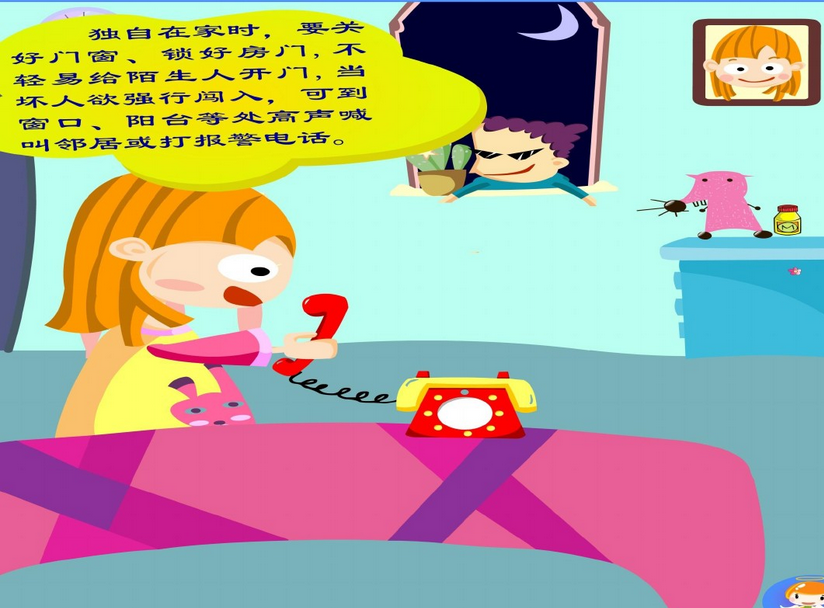 独自在家时，要关
好门窗、锁好房门，不
轻易给陌生人开门，当
坏人欲强行闯入，可到
窗口、阳台等处高声喊
叫邻居或打报警电话。
M